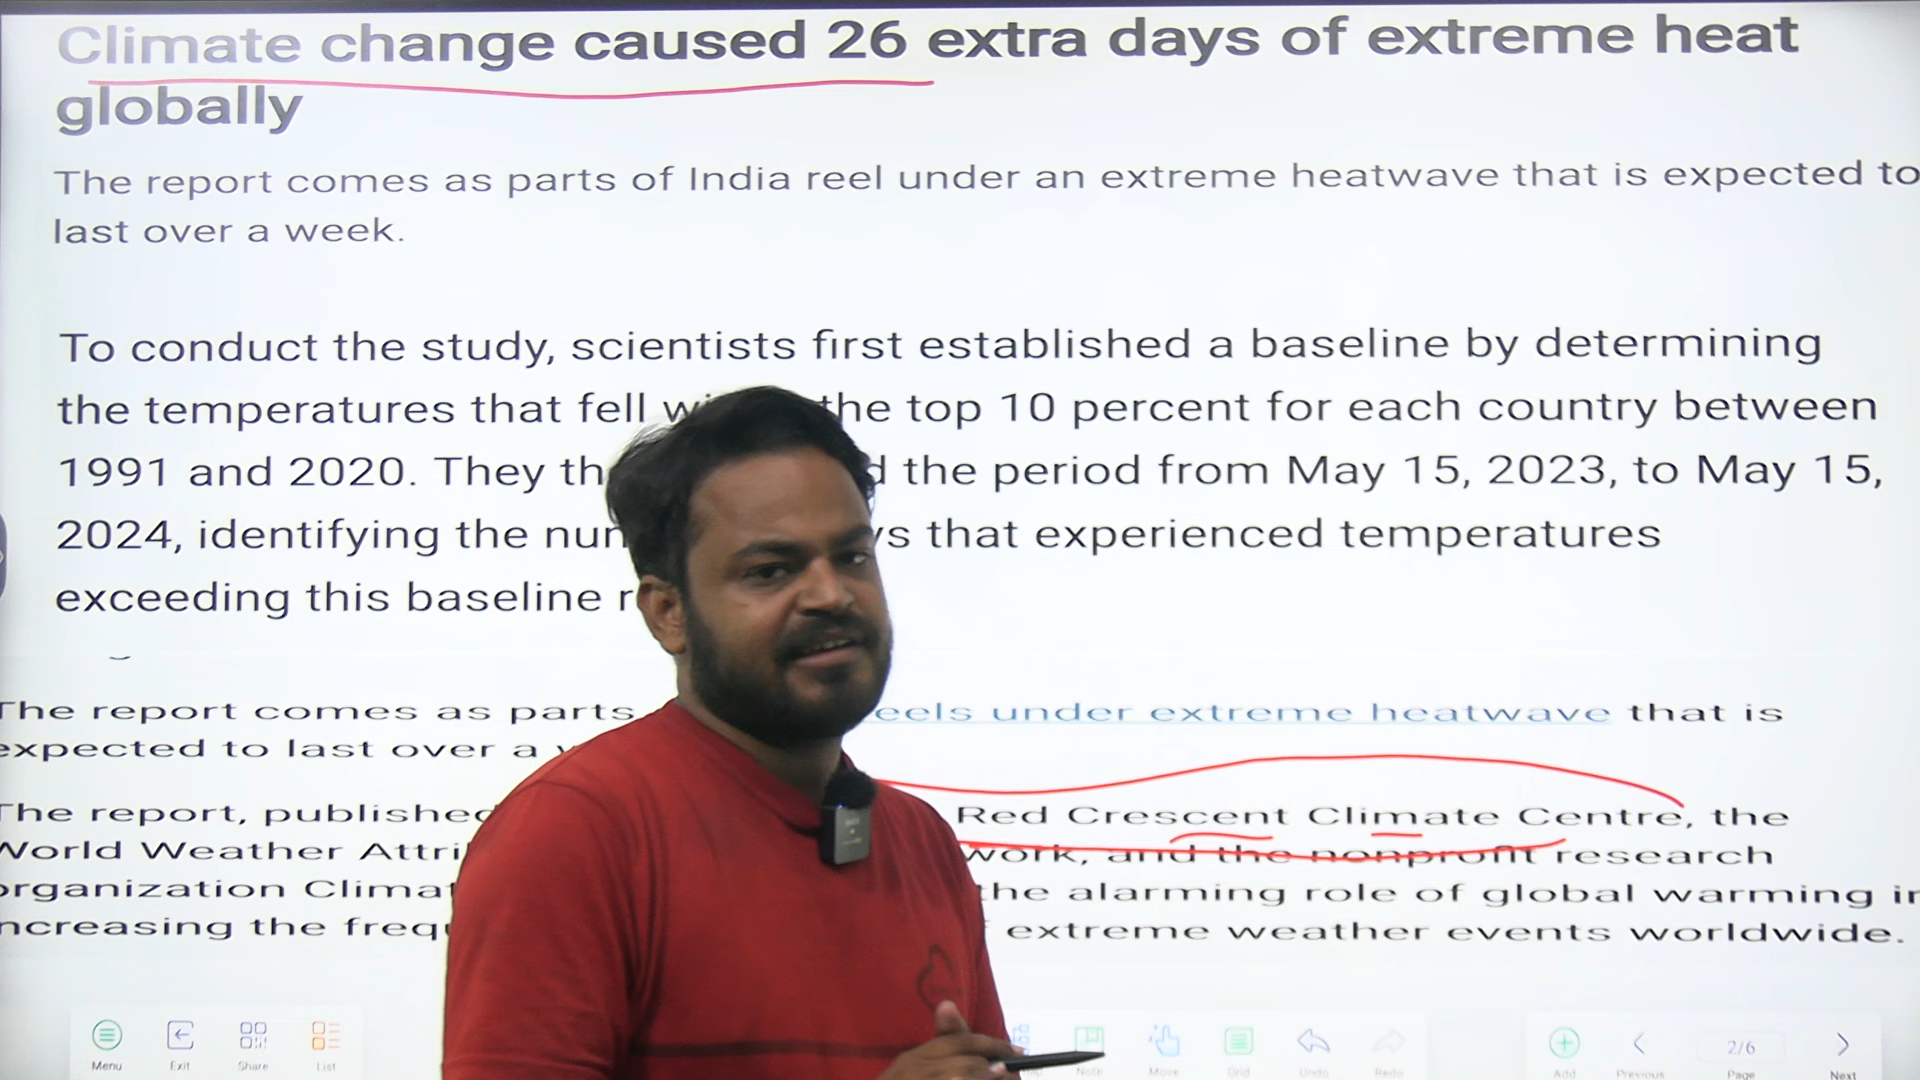 Climate change caused 26 extra days of extreme heat
globally
The report comes as parts of India reel under an extreme heatwave that is expected to
last over a week.
To conduct the study, scientists first established a baseline by determining
the temperatures that fell the top 10 percent for each country between
1991 and 2020. They the period from May 15, 2023, to May 15,
2024, identifying the that experienced temperatures
exceeding this baseline
The report comes as parts eels under extreme heatwave that is
expected to last over a
The report, published Red Crescent Climate Centre, the
World Weather work, and the nonprofit research
organization the alarming role of global warming in
increasing the extreme weather events worldwide.
Menu Exit Share List Note Move Grid Undo Redo Add Previous 2/6 Page Next